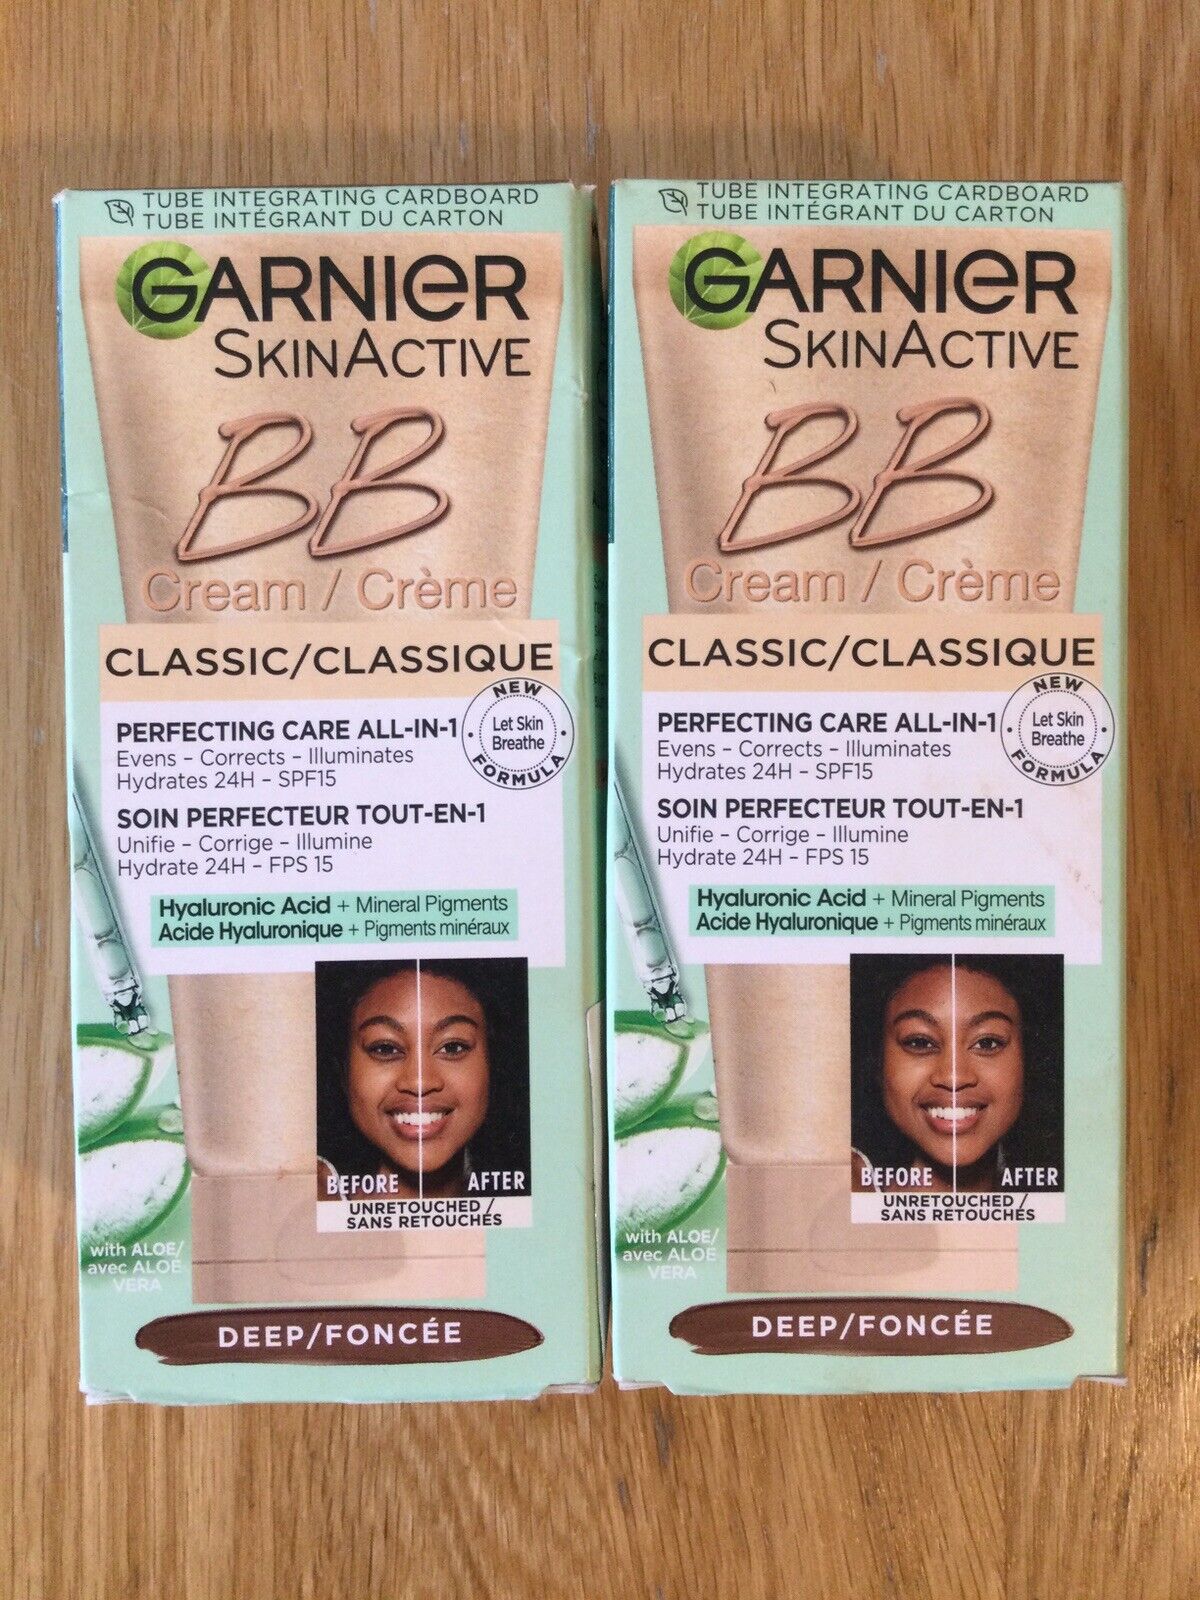 TUBE INTEGRATING CARDBOARD
TUBE INTÉGRANT DU CARTON
GARNIER
SKINACTIVE
BB
Cream / Crème
CLASSIC/CLASSIQUE
PERFECTING CARE ALL-IN-1
Evens - Corrects - Illuminates
Hydrates 24H - SPF15
NEW
Let Skin
Breathe
FORMULA
SOIN PERFECTEUR TOUT-EN-1
Unifie - Corrige - Illumine
Hydrate 24H - FPS 15
Hyaluronic Acid + Mineral Pigments
Acide Hyaluronique + Pigments minéraux
BEFORE AFTER
UNRETOUCHED /
SANS RETOUCHÉS
with ALOE/
avec ALOE
VERA
DEEP/FONCÉE
TUBE INTEGRATING CARDBOARD
TUBE INTÉGRANT DU CARTON
GARNIER
SKINACTIVE
BB
Cream / Crème
CLASSIC/CLASSIQUE
PERFECTING CARE ALL-IN-1
Evens - Corrects - Illuminates
Hydrates 24H - SPF15
NEW
Let Skin
Breathe
FORMULA
SOIN PERFECTEUR TOUT-EN-1
Unifie - Corrige - Illumine
Hydrate 24H - FPS 15
Hyaluronic Acid + Mineral Pigments
Acide Hyaluronique + Pigments minéraux
BEFORE AFTER
UNRETOUCHED /
SANS RETOUCHÉS
with ALOE/
avec ALOE
VERA
DEEP/FONCÉE